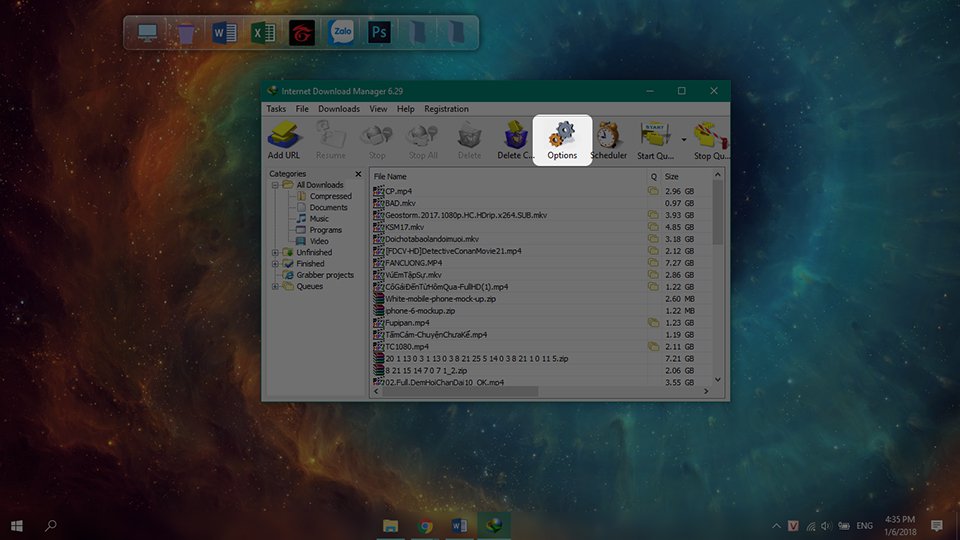 W X Zalo Ps
Internet Download Manager 6.29
Tasks File Downloads View Help Registration
Add URL Resume Stop Stop All Delete Delete C... Options Scheduler Start Qu... Stop Qu...
Categories
All Downloads
Compressed
Documents
Music
Programs
Video
Unfinished
Finished
Grabber projects
Queues
File Name Q Size
CP.mp4 2.96 GB
BAD.mkv 0.97 GB
Geostorm.2017.1080p.HC.HDrip.x264.SUB.mkv 3.93 GB
KSM17.mkv 4.85 GB
Doichotabaolandoimuoi.mkv 3.18 GB
[FDCV-HD]DetectiveConanMovie21.mp4 2.12 GB
FANCUONG.MP4 7.27 GB
VúEmTậpSự.mkv 2.86 GB
CôGáiĐếnTừHômQua-FullHD(1).mp4 1.22 GB
White-mobile-phone-mock-up.zip 2.60 MB
iphone-6-mockup.zip 1.22 MB
Fupipan.mp4 1.23 GB
TấmCám-ChuyệnChưaKể.mp4 1.19 GB
TC1080.mp4 2.11 GB
20 1 13 0 3 1 13 0 3 8 21 25 5 14 0 3 8 21 1 0 11 5.zip 7.21 GB
8 21 15 14 7 0 7 1_2.zip 2.06 GB
02.Full.DemHoiChanDai10_OK.mp4 3.55 GB
W V ENG 4:35 PM
1/6/2018